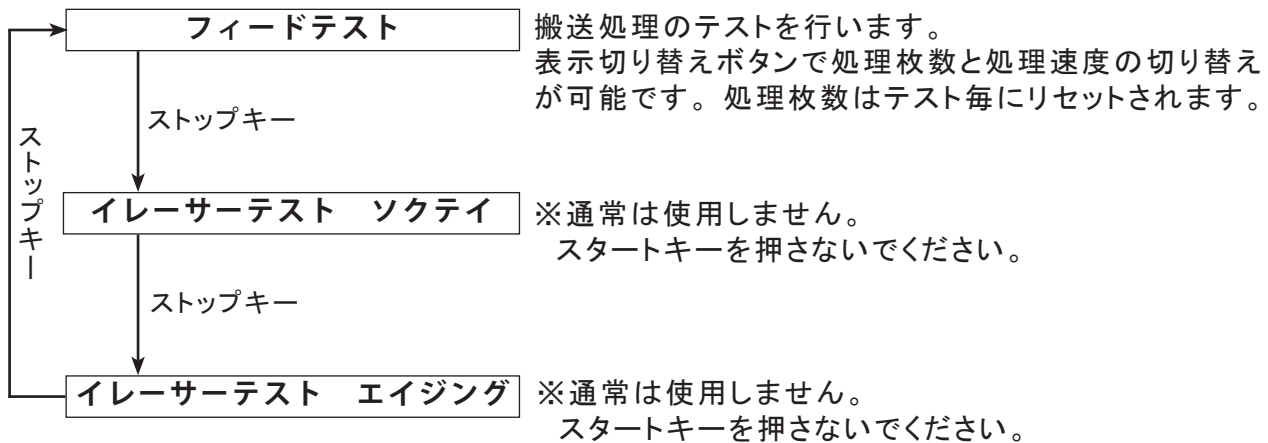 フィードテスト
搬送処理のテストを行います。
表示切り替えボタンで処理枚数と処理速度の切り替え
が可能です。処理枚数はテスト毎にリセットされます。
ストップキー
ストップキー
イレーサーテスト　ソクテイ
※通常は使用しません。
スタートキーを押さないでください。
ストップキー
イレーサーテスト　エイジング
※通常は使用しません。
スタートキーを押さないでください。